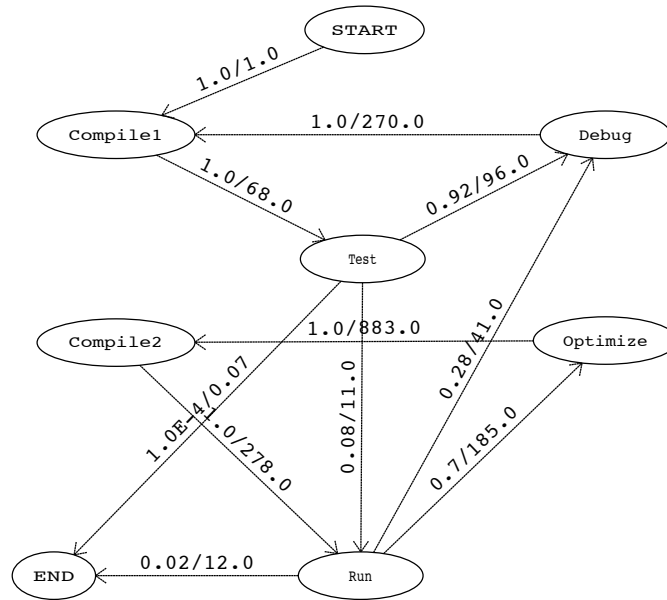 START
1.0/1.0
Compile1
1.0/270.0
Debug
1.0/68.0
0.92/96.0
Test
Compile2
1.0/883.0
Optimize
0.28/41.0
1.0E-4/0.07
1.0/278.0
0.08/11.0
0.7/185.0
END
0.02/12.0
Run